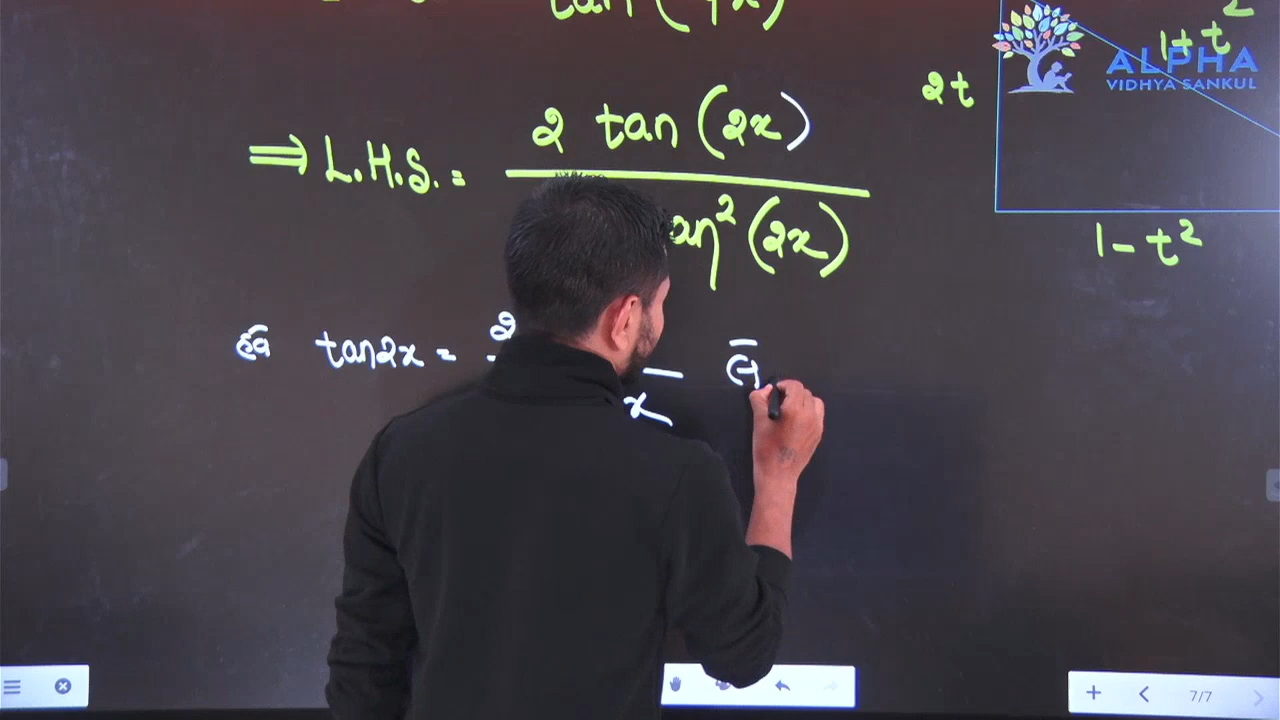 tan(4x)
1+t²
ALPHA
VIDHYA SANKUL
2t
⇒ L.H.S. = 2 tan (2x)
an² (2x)
1 - t²
હવે tan2x = 2
x
7/7